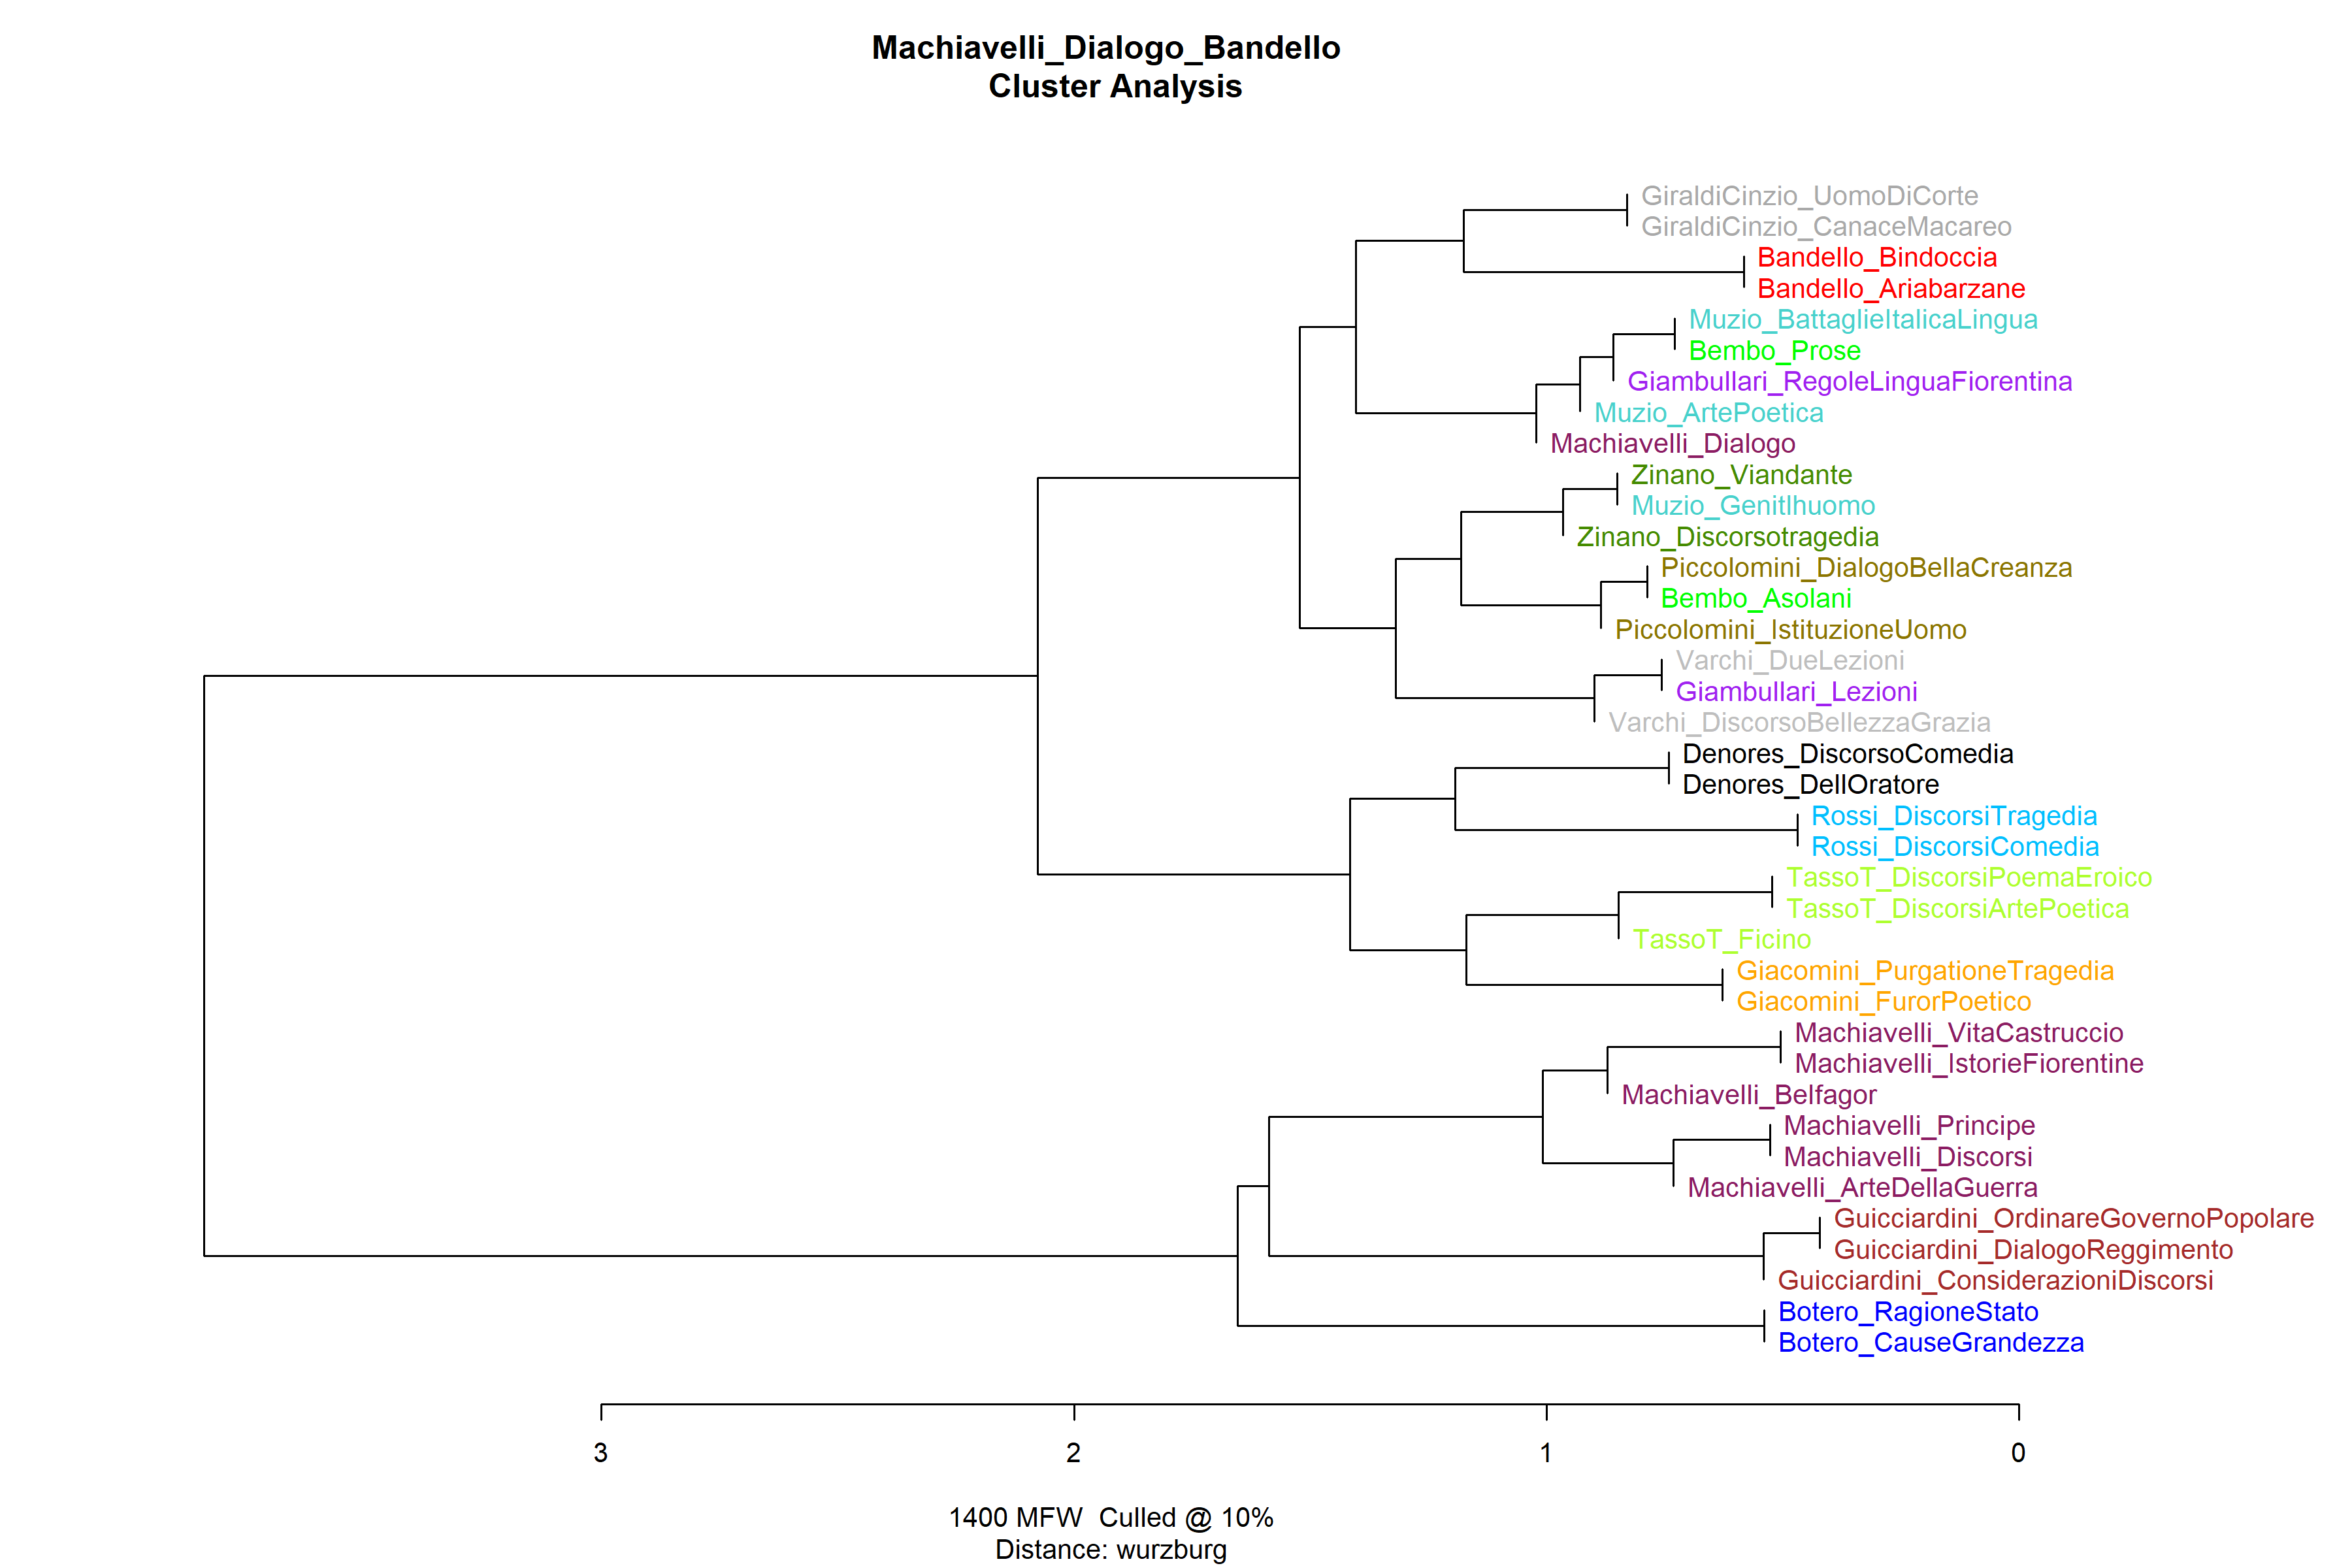 Machiavelli_Dialogo_Bandello
Cluster Analysis
GiraldiCinzio_UomoDiCorte
GiraldiCinzio_CanaceMacareo
Bandello_Bindoccia
Bandello_Ariabarzane
Muzio_BattaglieItalicaLingua
Bembo_Prose
Giambullari_RegoleLinguaFiorentina
Muzio_ArtePoetica
Machiavelli_Dialogo
Zinano_Viandante
Muzio_Genitlhuomo
Zinano_Discorsotragedia
Piccolomini_DialogoBellaCreanza
Bembo_Asolani
Piccolomini_IstituzioneUomo
Varchi_DueLezioni
Giambullari_Lezioni
Varchi_DiscorsoBellezzaGrazia
Denores_DiscorsoComedia
Denores_DellOratore
Rossi_DiscorsiTragedia
Rossi_DiscorsiComedia
TassoT_DiscorsiPoemaEroico
TassoT_DiscorsiArtePoetica
TassoT_Ficino
Giacomini_PurgationeTragedia
Giacomini_FurorPoetico
Machiavelli_VitaCastruccio
Machiavelli_IstorieFiorentine
Machiavelli_Belfagor
Machiavelli_Principe
Machiavelli_Discorsi
Machiavelli_ArteDellaGuerra
Guicciardini_OrdinareGovernoPopolare
Guicciardini_DialogoReggimento
Guicciardini_ConsiderazioniDiscorsi
Botero_RagioneStato
Botero_CauseGrandezza
3 2 1 0
1400 MFW  Culled @ 10%
Distance: wurzburg